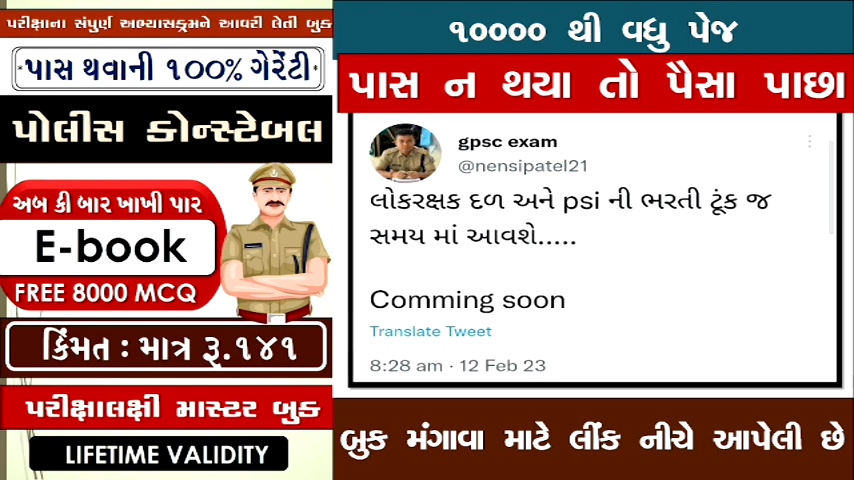 પરીક્ષાના સંપુર્ણ અભ્યાસક્રમને આવરી લેતી બુક
*પાસ થવાની ૧૦૦% ગેરેંટી*
પોલીસ કોન્સ્ટેબલ
અબ કી બાર ખાખી પાર
E-book
FREE 8000 MCQ
કિંમત : માત્ર રૂ.૧૪૧
પરીક્ષાલક્ષી માસ્ટર બુક
LIFETIME VALIDITY
૧૦૦૦૦ થી વધુ પેજ
પાસ ન થયા તો પૈસા પાછા
gpsc exam
@nensipatel21
લોકરક્ષક દળ અને psi ની ભરતી ટૂંક જ
સમય માં આવશે.....
Comming soon
Translate Tweet
8:28 am · 12 Feb 23
બુક મંગાવા માટે લીંક નીચે આપેલી છે